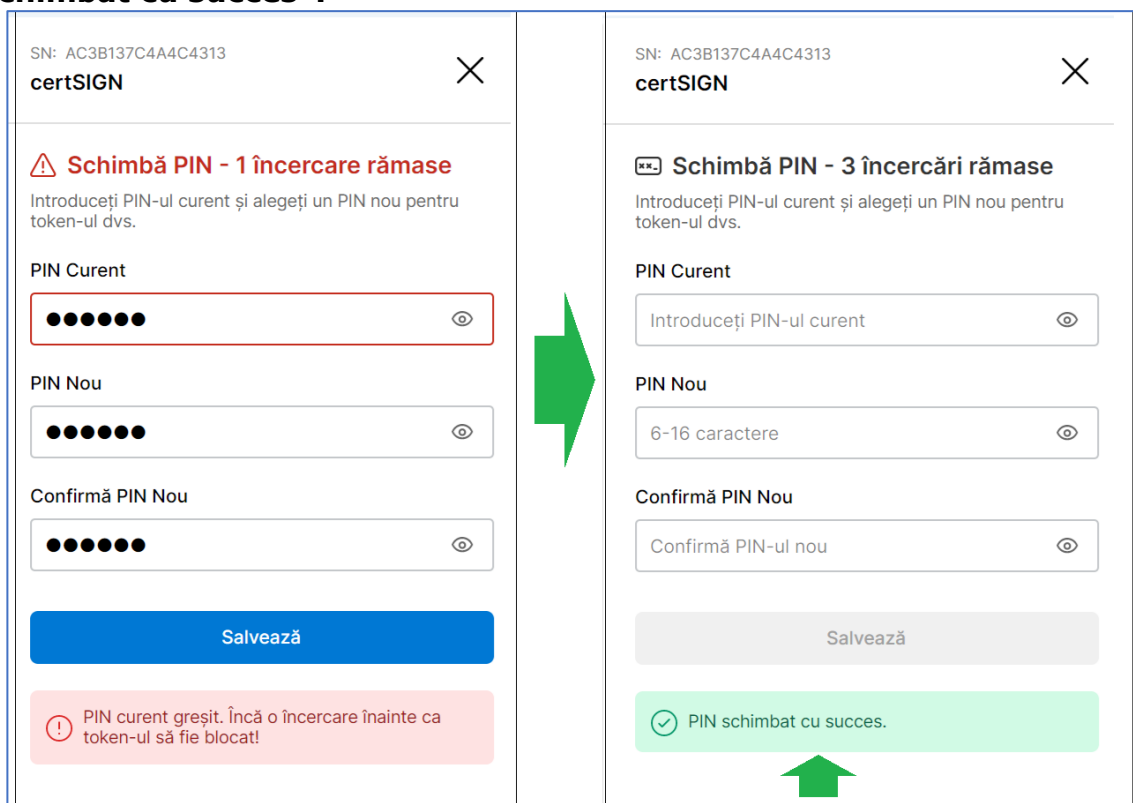 chimbat cu succes".
SN: AC3B137C4A4C4313
certSIGN
Schimbă PIN - 1 încercare rămase
Introduceți PIN-ul curent și alegeți un PIN nou pentru
token-ul dvs.
PIN Curent
●●●●●●
PIN Nou
●●●●●●
Confirmă PIN Nou
●●●●●●
Salvează
PIN curent greșit. Încă o încercare înainte ca
token-ul să fie blocat!
SN: AC3B137C4A4C4313
certSIGN
Schimbă PIN - 3 încercări rămase
Introduceți PIN-ul curent și alegeți un PIN nou pentru
token-ul dvs.
PIN Curent
Introduceți PIN-ul curent
PIN Nou
6-16 caractere
Confirmă PIN Nou
Confirmă PIN-ul nou
Salvează
PIN schimbat cu succes.